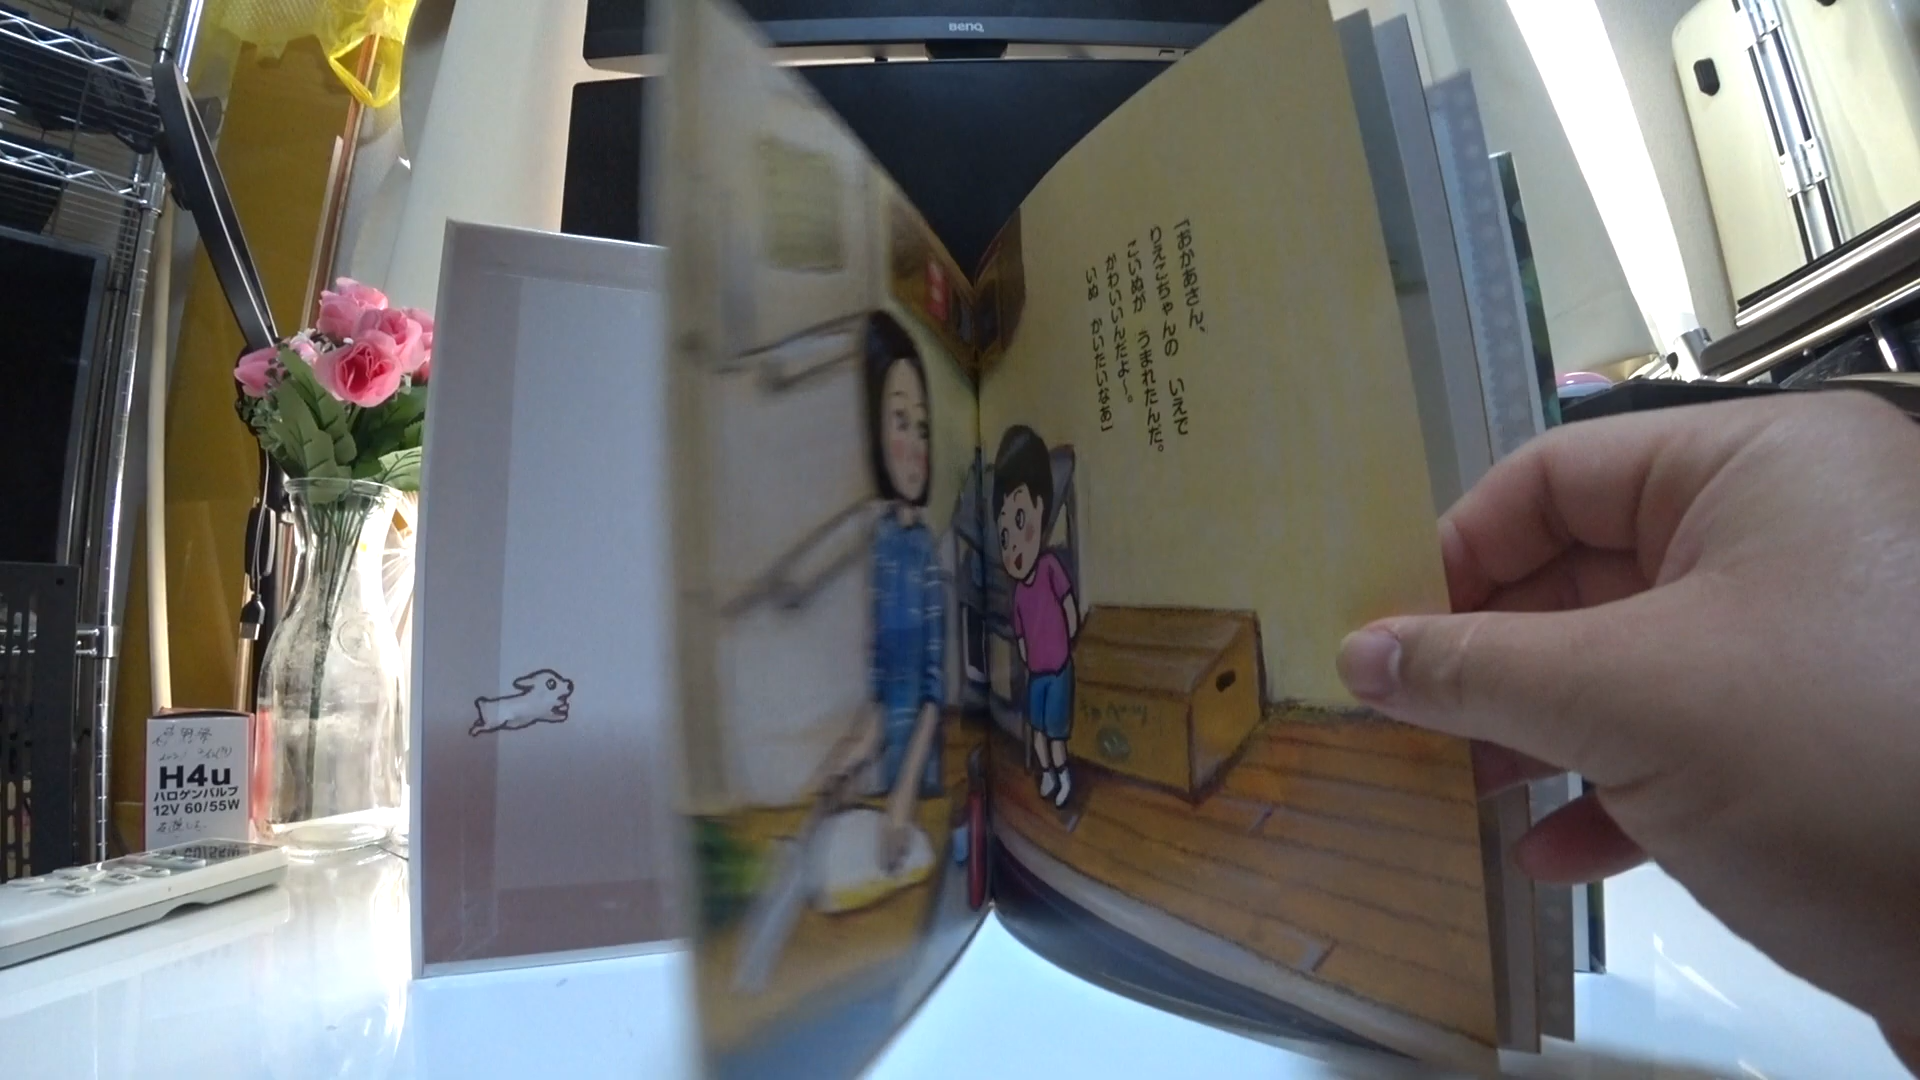 BenQ
「おかあさん、
りえこちゃんの　いえで
こいぬが　うまれたんだ。
かわいいんだよー。
いぬ　かいたいなあ」
H4u
ハロゲンバルブ
12V 60/55W